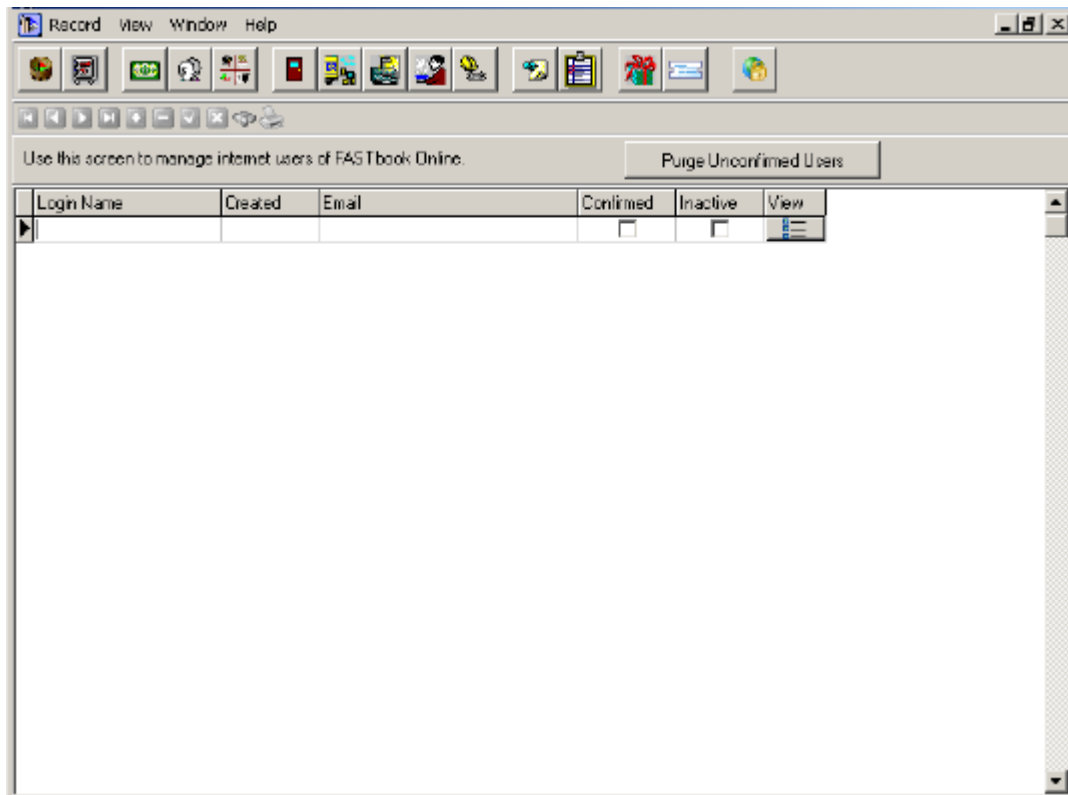 Record View Window Help
Use this screen to manage internet users of FASTbook Online. Purge Unconfirmed Users
Login Name Created Email Confirmed Inactive View